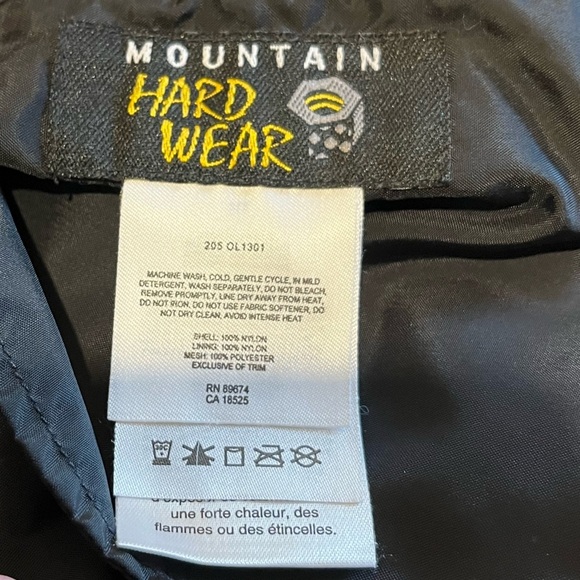 MOUNTAIN
HARD
WEAR
205 OL1301
MACHINE WASH, COLD, GENTLE CYCLE, IN MILD
DETERGENT, WASH SEPARATELY, DO NOT BLEACH,
REMOVE PROMPTLY, LINE DRY AWAY FROM HEAT,
DO NOT IRON, DO NOT USE FABRIC SOFTENER, DO
NOT DRY CLEAN, AVOID INTENSE HEAT
SHELL: 100% NYLON
LINING: 100% NYLON
MESH: 100% POLYESTER
EXCLUSIVE OF TRIM
RN 89674
CA 18525
30C
une forte chaleur, des
flammes ou des étincelles.